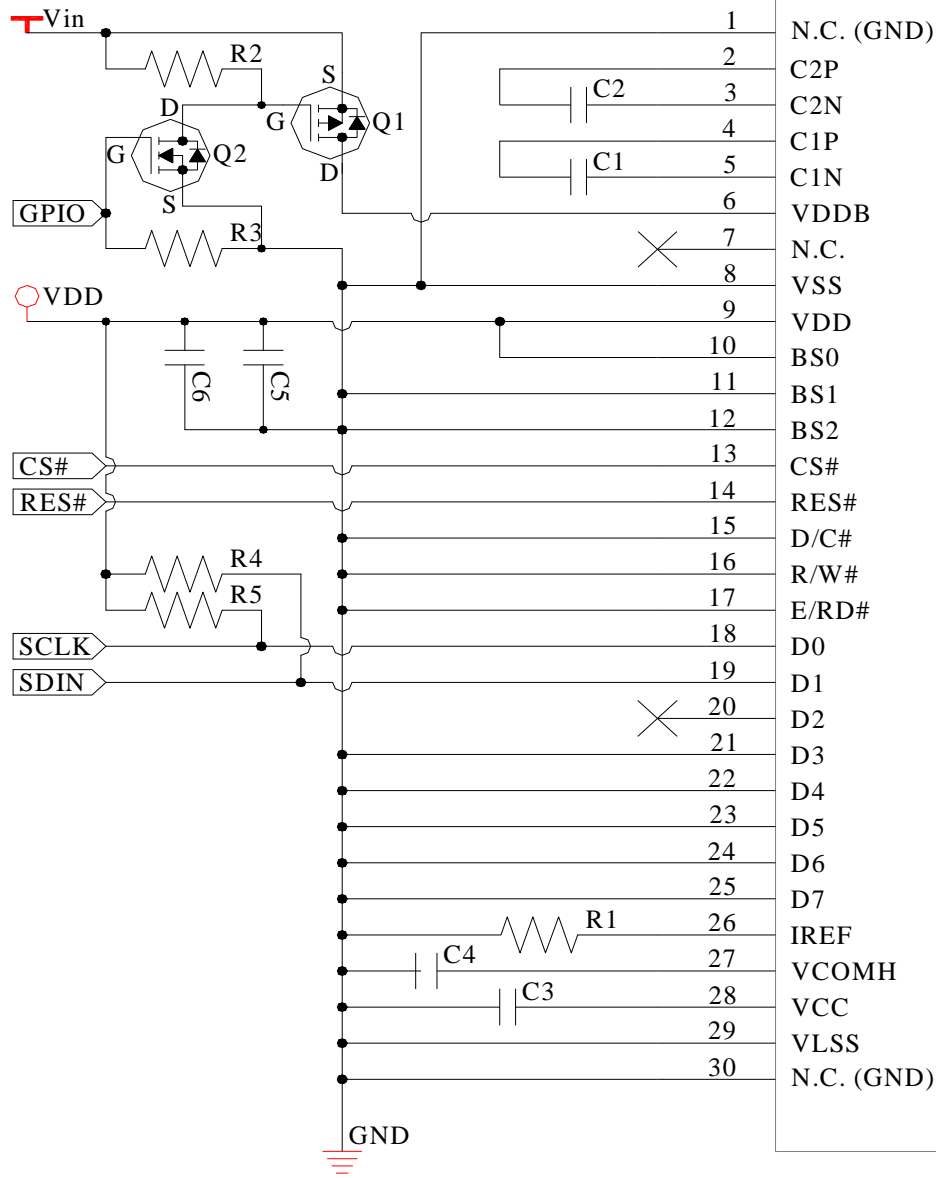 Vin
1 N.C. (GND)
R2
2 C2P
S
C2
3 C2N
D
G
Q1
G
Q2
4 C1P
C1
D
5 C1N
S
6 VDDB
GPIO
R3
7 N.C.
8 VSS
VDD
9 VDD
10 BS0
C6
C5
11 BS1
12 BS2
CS#
13 CS#
RES#
14 RES#
15 D/C#
R4
16 R/W#
R5
17 E/RD#
SCLK
18 D0
SDIN
19 D1
20 D2
21 D3
22 D4
23 D5
24 D6
25 D7
R1
26 IREF
C4
27 VCOMH
C3
28 VCC
29 VLSS
30 N.C. (GND)
GND